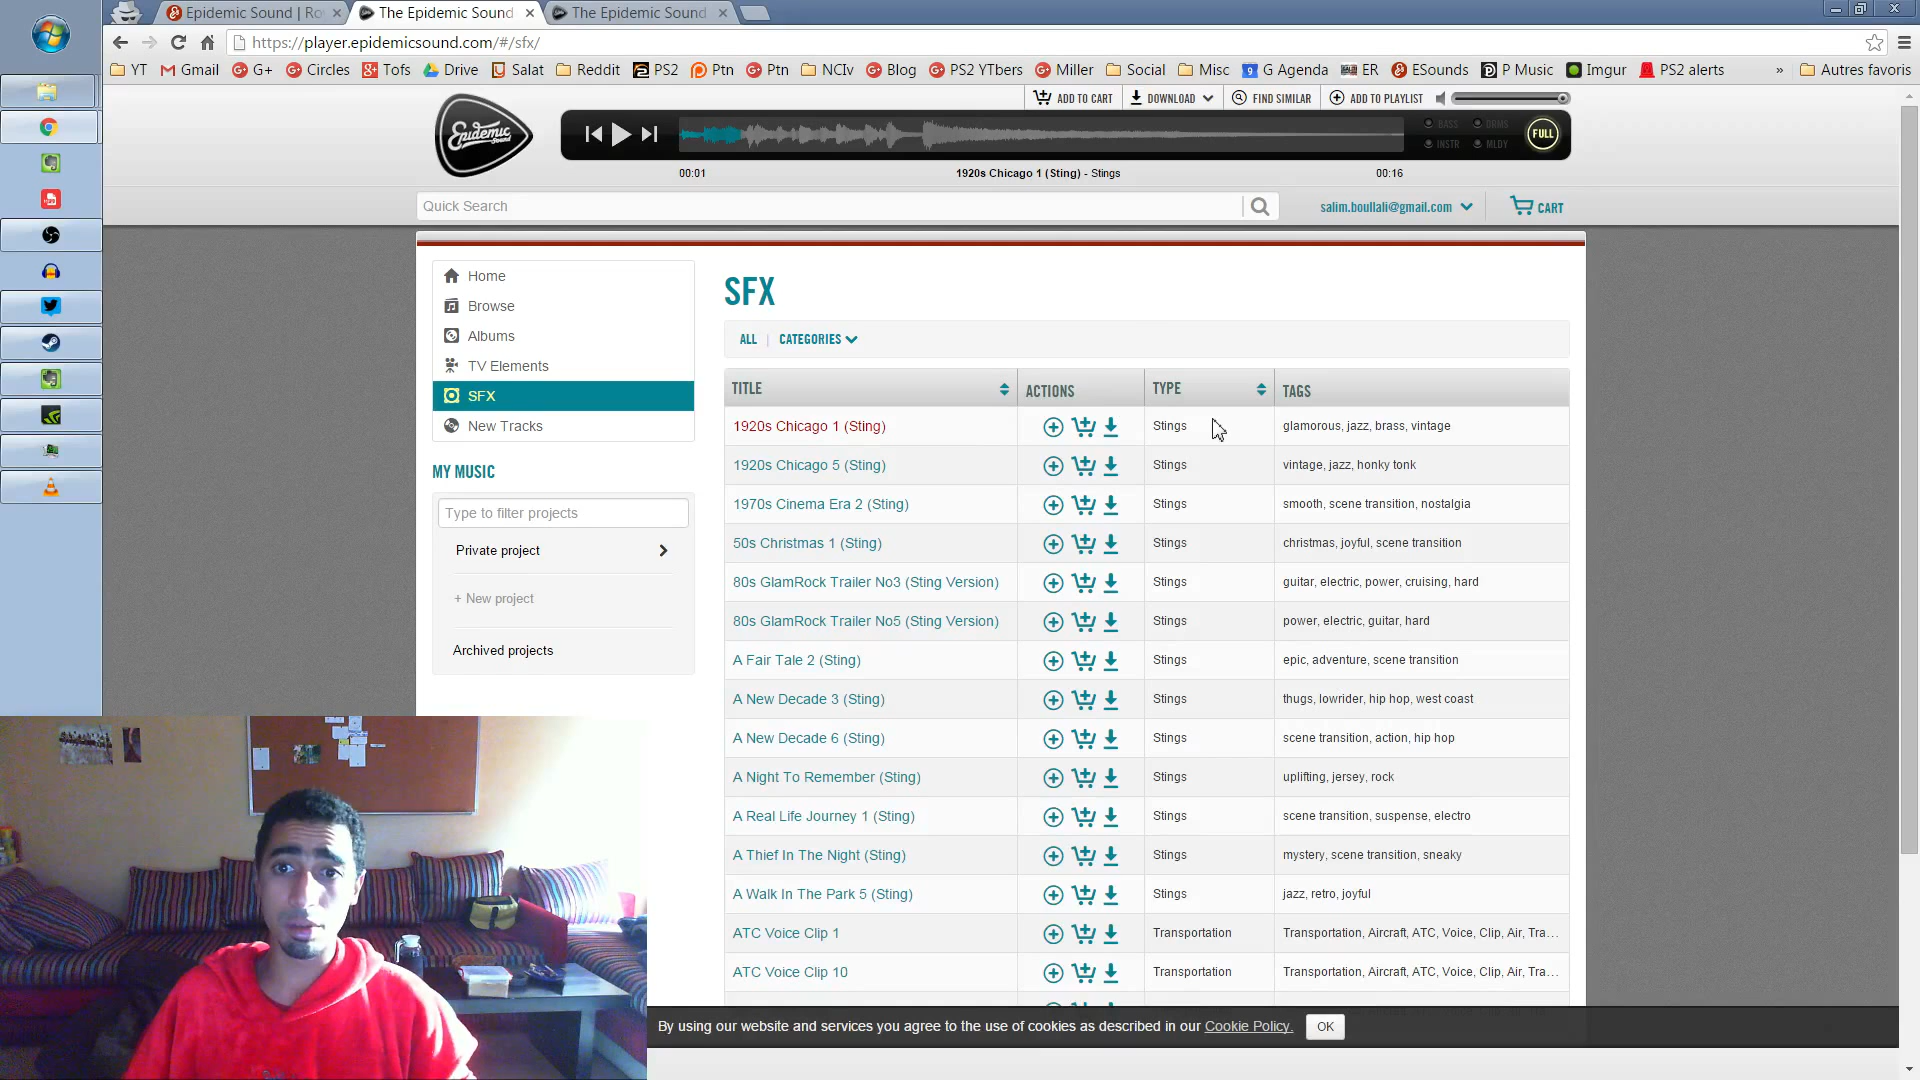 Epidemic Sound | Ro
The Epidemic Sound
The Epidemic Sound
https://player.epidemicsound.com/#/sfx/
YT Gmail G+ Circles Tofs Drive Salat Reddit PS2 Ptn Ptn NCIv Blog PS2 YTbers Miller Social Misc G Agenda ER ESounds P Music Imgur PS2 alerts » Autres favoris
ADD TO CART DOWNLOAD FIND SIMILAR ADD TO PLAYLIST
Epidemic Sound
BASS DRMS
INSTR MLDY
FULL
00:01 1920s Chicago 1 (Sting) - Stings 00:16
Quick Search
salim.boullali@gmail.com
CART
Home
Browse
Albums
TV Elements
SFX
New Tracks
MY MUSIC
Type to filter projects
Private project
+ New project
Archived projects
SFX
ALL | CATEGORIES
TITLE ACTIONS TYPE TAGS
1920s Chicago 1 (Sting) Stings glamorous, jazz, brass, vintage
1920s Chicago 5 (Sting) Stings vintage, jazz, honky tonk
1970s Cinema Era 2 (Sting) Stings smooth, scene transition, nostalgia
50s Christmas 1 (Sting) Stings christmas, joyful, scene transition
80s GlamRock Trailer No3 (Sting Version) Stings guitar, electric, power, cruising, hard
80s GlamRock Trailer No5 (Sting Version) Stings power, electric, guitar, hard
A Fair Tale 2 (Sting) Stings epic, adventure, scene transition
A New Decade 3 (Sting) Stings thugs, lowrider, hip hop, west coast
A New Decade 6 (Sting) Stings scene transition, action, hip hop
A Night To Remember (Sting) Stings uplifting, jersey, rock
A Real Life Journey 1 (Sting) Stings scene transition, suspense, electro
A Thief In The Night (Sting) Stings mystery, scene transition, sneaky
A Walk In The Park 5 (Sting) Stings jazz, retro, joyful
ATC Voice Clip 1 Transportation Transportation, Aircraft, ATC, Voice, Clip, Air, Tra…
ATC Voice Clip 10 Transportation Transportation, Aircraft, ATC, Voice, Clip, Air, Tra…
By using our website and services you agree to the use of cookies as described in our Cookie Policy. OK